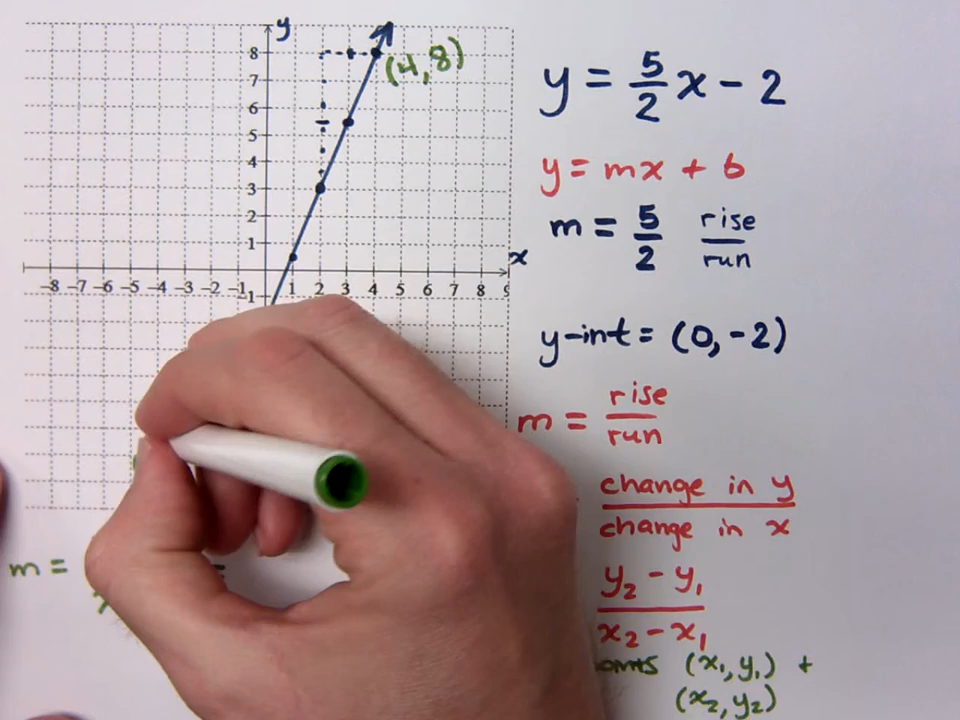 y
8
7
6
5
4
3
2
1
-8 -7 -6 -5 -4 -3 -2 -1 1 2 3 4 5 6 7 8 9
-1
x
(4,8)
y = 5/2 x - 2
y = mx + b
m = 5/2 rise/run
y-int = (0,-2)
m = rise/run
change in y
change in x
y₂ - y₁
x₂ - x₁
(x₁,y₁) +
(x₂,y₂)
m =